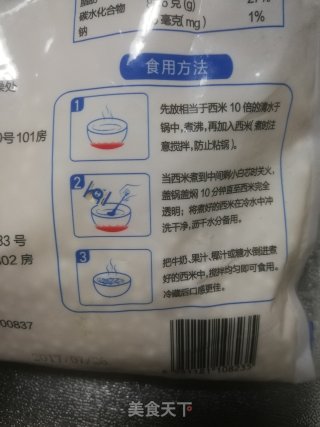 碳水化合物
钠
毫克(mg)
1%
食用方法
1
先放相当于西米10倍的清水于
锅中,煮沸,再加入西米(煮时注
意搅拌,防止粘锅)。
号101房
2
当西米煮到中间剩小白芯时关火,
盖锅盖焖10分钟直至西米完全
透明;将煮好的西米在冷水中冲
洗干净,沥干水分备用。
33号
302房
3
把牛奶、果汁、椰汁或糖水倒进煮
好的西米中,搅拌均匀即可食用。
冷藏后口感更佳。
00837
美食天下